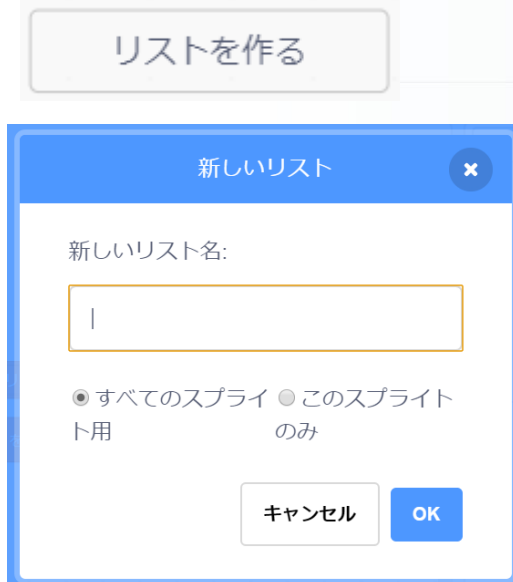 リストを作る
新しいリスト
新しいリスト名:
すべてのスプライ このスプライト
ト用 のみ
キャンセル OK